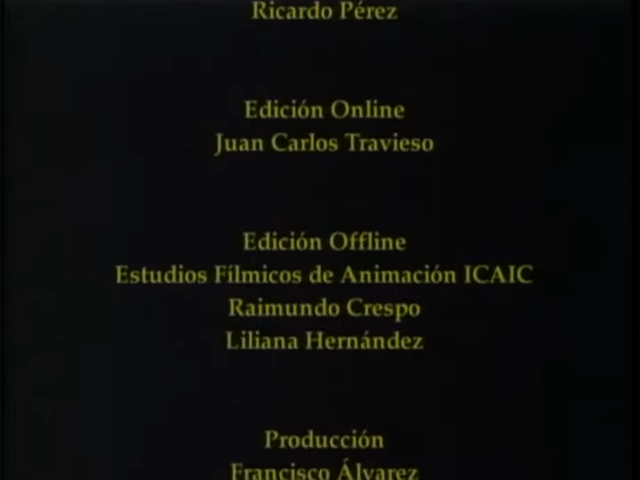 Ricardo Pérez
Edición Online
Juan Carlos Travieso
Edición Offline
Estudios Fílmicos de Animación ICAIC
Raimundo Crespo
Liliana Hernández
Producción
Francisco Álvarez